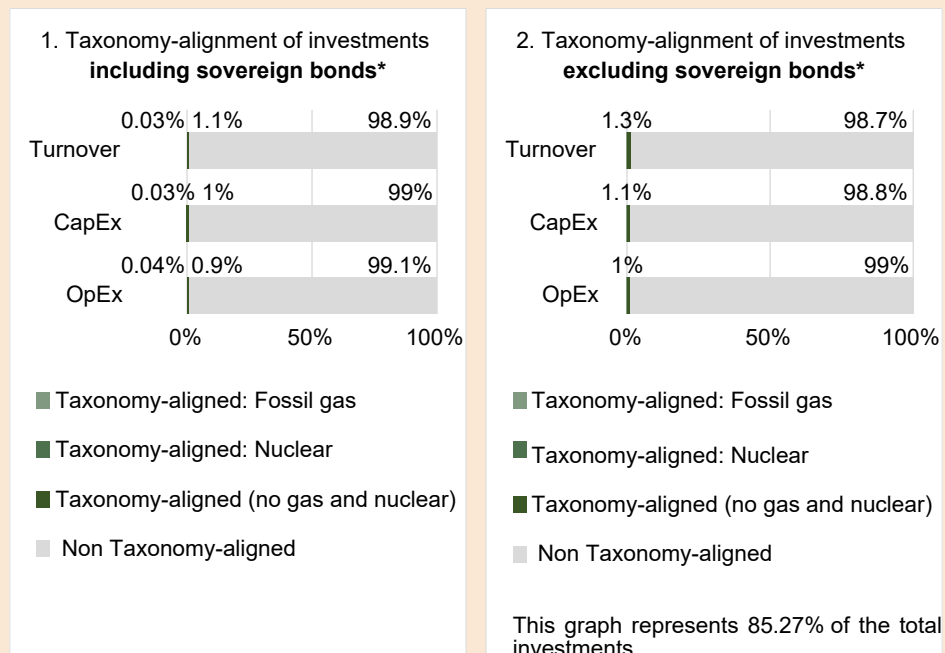 1. Taxonomy-alignment of investments
including sovereign bonds*
0.03% 1.1% 98.9%
Turnover
0.03% 1% 99%
CapEx
0.04% 0.9% 99.1%
OpEx
0% 50% 100%
Taxonomy-aligned: Fossil gas
Taxonomy-aligned: Nuclear
Taxonomy-aligned (no gas and nuclear)
Non Taxonomy-aligned
2. Taxonomy-alignment of investments
excluding sovereign bonds*
1.3% 98.7%
Turnover
1.1% 98.8%
CapEx
1% 99%
OpEx
0% 50% 100%
Taxonomy-aligned: Fossil gas
Taxonomy-aligned: Nuclear
Taxonomy-aligned (no gas and nuclear)
Non Taxonomy-aligned
This graph represents 85.27% of the total
investments